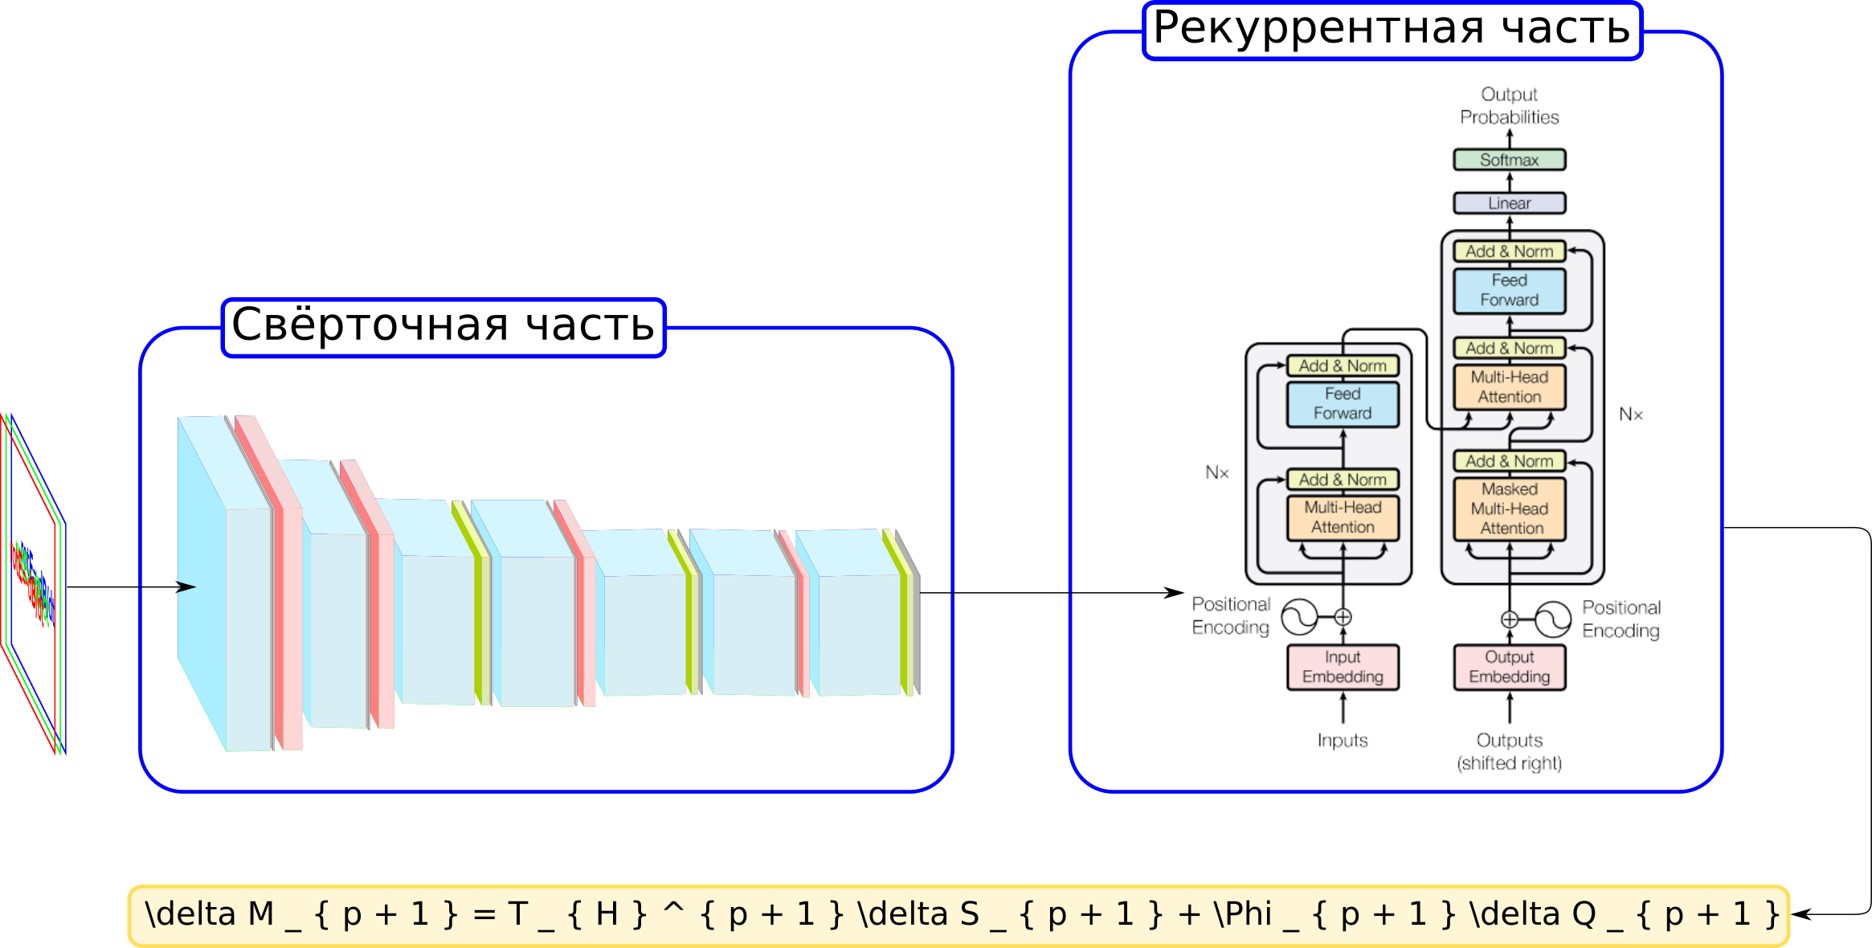 Рекуррентная часть
Output
Probabilities
Softmax
Linear
Add & Norm
Feed
Forward
Add & Norm
Multi-Head
Attention
N×
Add & Norm
Masked
Multi-Head
Attention
Add & Norm
Feed
Forward
N×
Add & Norm
Multi-Head
Attention
Positional
Encoding
Positional
Encoding
Input
Embedding
Output
Embedding
Inputs
Outputs
(shifted right)
Свёрточная часть
\delta M _ { p + 1 } = T _ { H } ^ { p + 1 } \delta S _ { p + 1 } + \Phi _ { p + 1 } \delta Q _ { p + 1 }